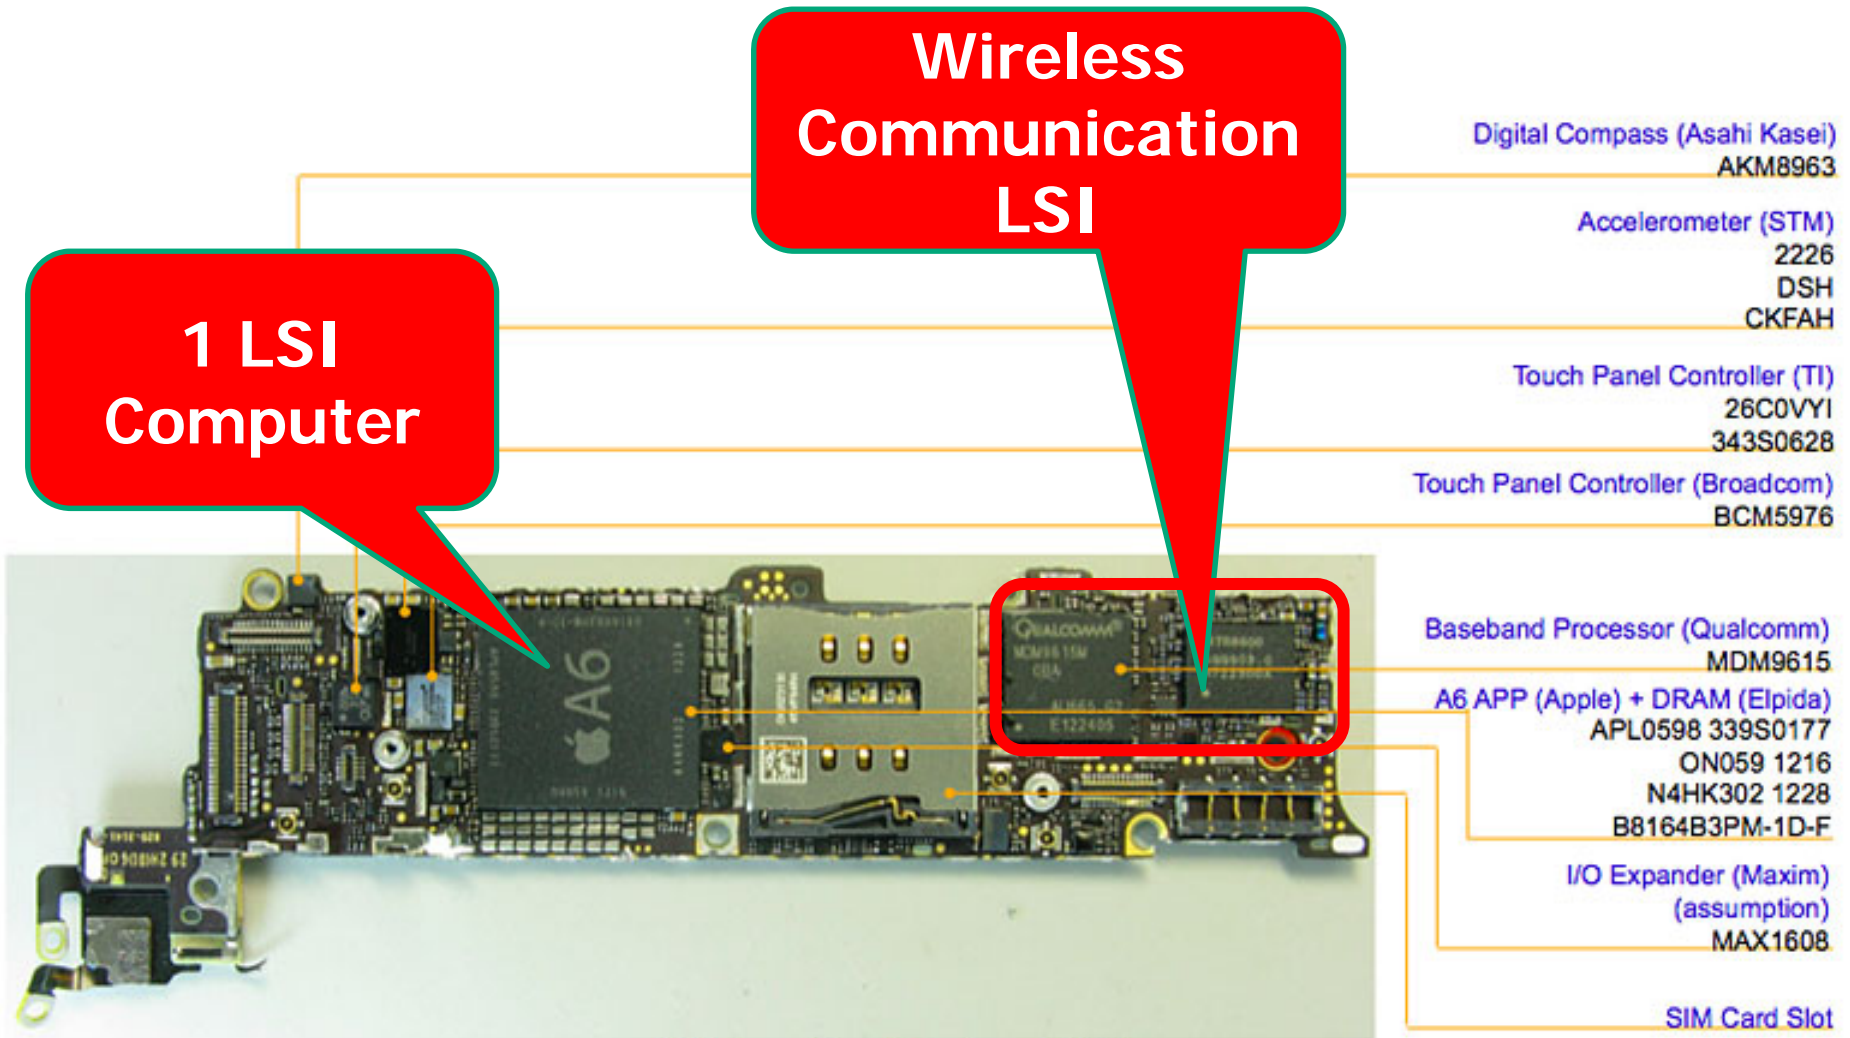 Wireless
Communication
LSI
1 LSI
Computer
Digital Compass (Asahi Kasei)
AKM8963
Accelerometer (STM)
2226
DSH
CKFAH
Touch Panel Controller (TI)
26C0VYI
343S0628
Touch Panel Controller (Broadcom)
BCM5976
Baseband Processor (Qualcomm)
MDM9615
A6 APP (Apple) + DRAM (Elpida)
APL0598 339S0177
ON059 1216
N4HK302 1228
B8164B3PM-1D-F
I/O Expander (Maxim)
(assumption)
MAX1608
SIM Card Slot
A6
QUALCOMM
MDM9615M
E122405